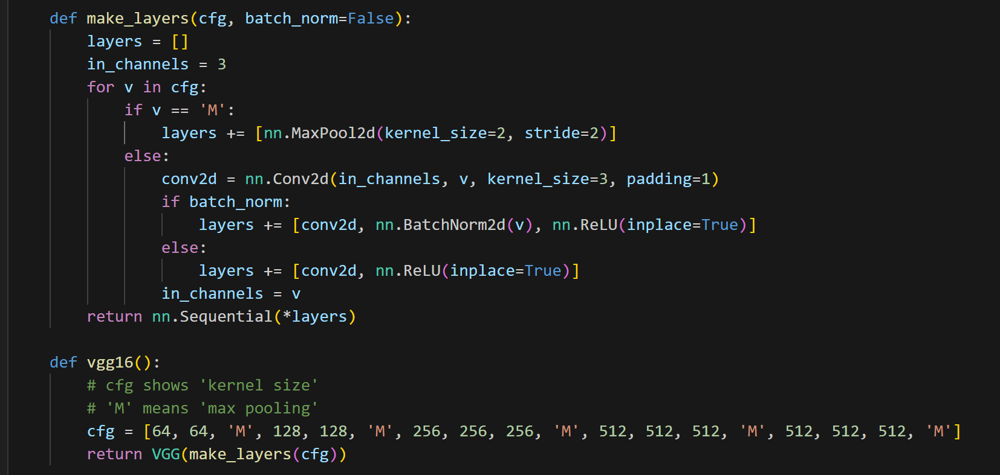 def make_layers(cfg, batch_norm=False):
    layers = []
    in_channels = 3
    for v in cfg:
        if v == 'M':
            layers += [nn.MaxPool2d(kernel_size=2, stride=2)]
        else:
            conv2d = nn.Conv2d(in_channels, v, kernel_size=3, padding=1)
            if batch_norm:
                layers += [conv2d, nn.BatchNorm2d(v), nn.ReLU(inplace=True)]
            else:
                layers += [conv2d, nn.ReLU(inplace=True)]
            in_channels = v
    return nn.Sequential(*layers)

def vgg16():
    # cfg shows 'kernel size'
    # 'M' means 'max pooling'
    cfg = [64, 64, 'M', 128, 128, 'M', 256, 256, 256, 'M', 512, 512, 512, 'M', 512, 512, 512, 'M']
    return VGG(make_layers(cfg))